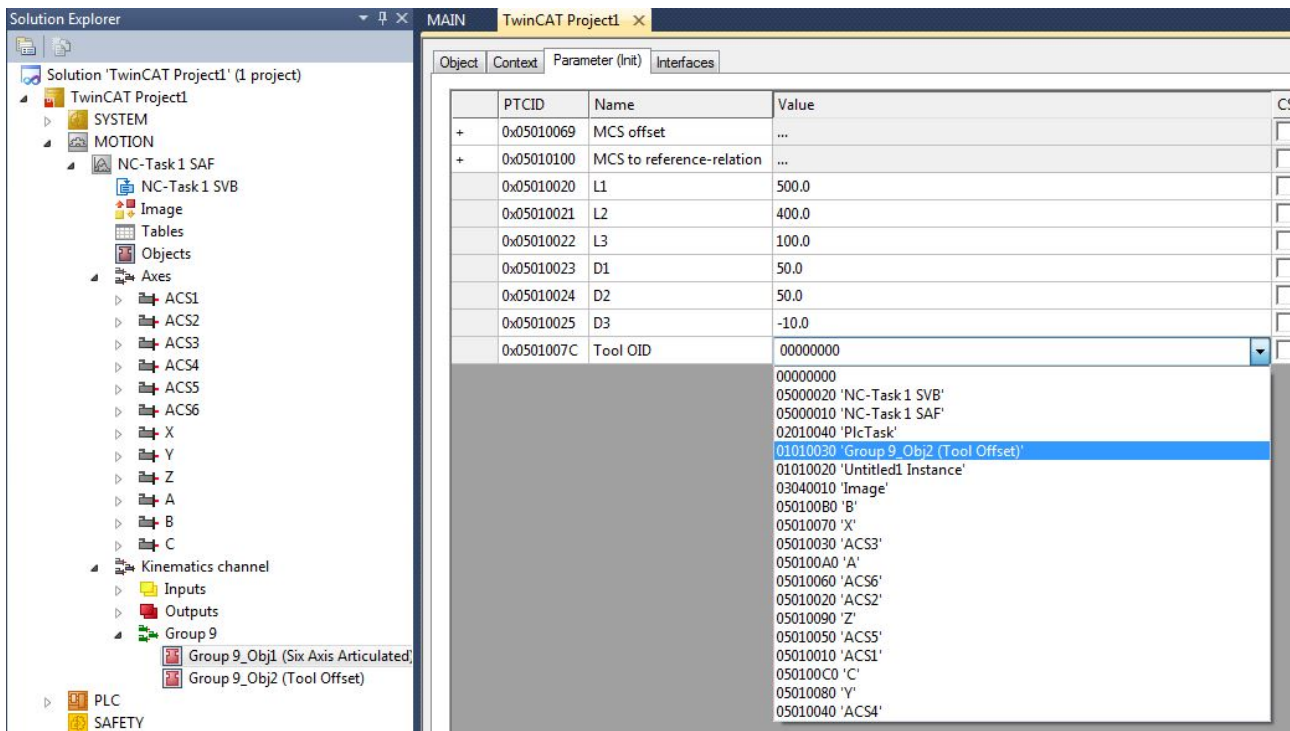 Solution Explorer
Solution 'TwinCAT Project1' (1 project)
TwinCAT Project1
SYSTEM
MOTION
NC-Task 1 SAF
NC-Task 1 SVB
Image
Tables
Objects
Axes
ACS1
ACS2
ACS3
ACS4
ACS5
ACS6
X
Y
Z
A
B
C
Kinematics channel
Inputs
Outputs
Group 9
Group 9_Obj1 (Six Axis Articulated)
Group 9_Obj2 (Tool Offset)
PLC
SAFETY
MAIN TwinCAT Project1
Object Context Parameter (Init) Interfaces
PTCID Name Value CS
+ 0x05010069 MCS offset ...
+ 0x05010100 MCS to reference-relation ...
0x05010020 L1 500.0
0x05010021 L2 400.0
0x05010022 L3 100.0
0x05010023 D1 50.0
0x05010024 D2 50.0
0x05010025 D3 -10.0
0x0501007C Tool OID 00000000
00000000
05000020 'NC-Task 1 SVB'
05000010 'NC-Task 1 SAF'
02010040 'PlcTask'
01010030 'Group 9_Obj2 (Tool Offset)'
01010020 'Untitled1 Instance'
03040010 'Image'
050100B0 'B'
05010070 'X'
05010030 'ACS3'
050100A0 'A'
05010060 'ACS6'
05010020 'ACS2'
05010090 'Z'
05010050 'ACS5'
05010010 'ACS1'
050100C0 'C'
05010080 'Y'
05010040 'ACS4'